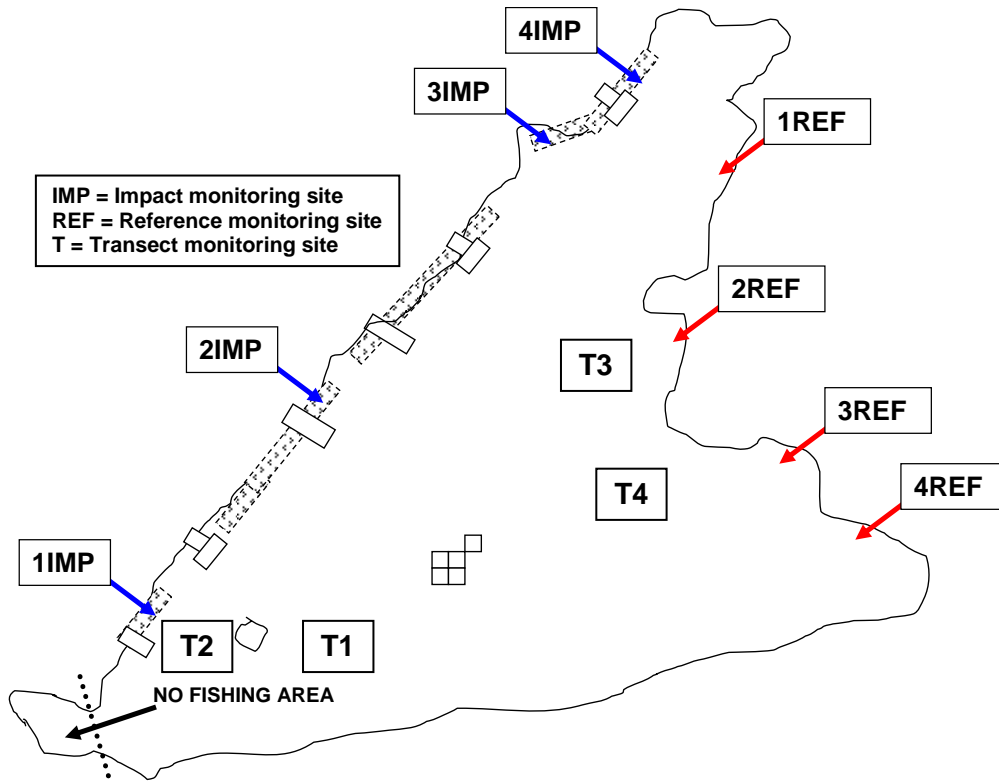 4IMP
3IMP
1REF
IMP = Impact monitoring site
REF = Reference monitoring site
T = Transect monitoring site
2REF
2IMP
T3
3REF
T4
4REF
1IMP
T2
T1
NO FISHING AREA